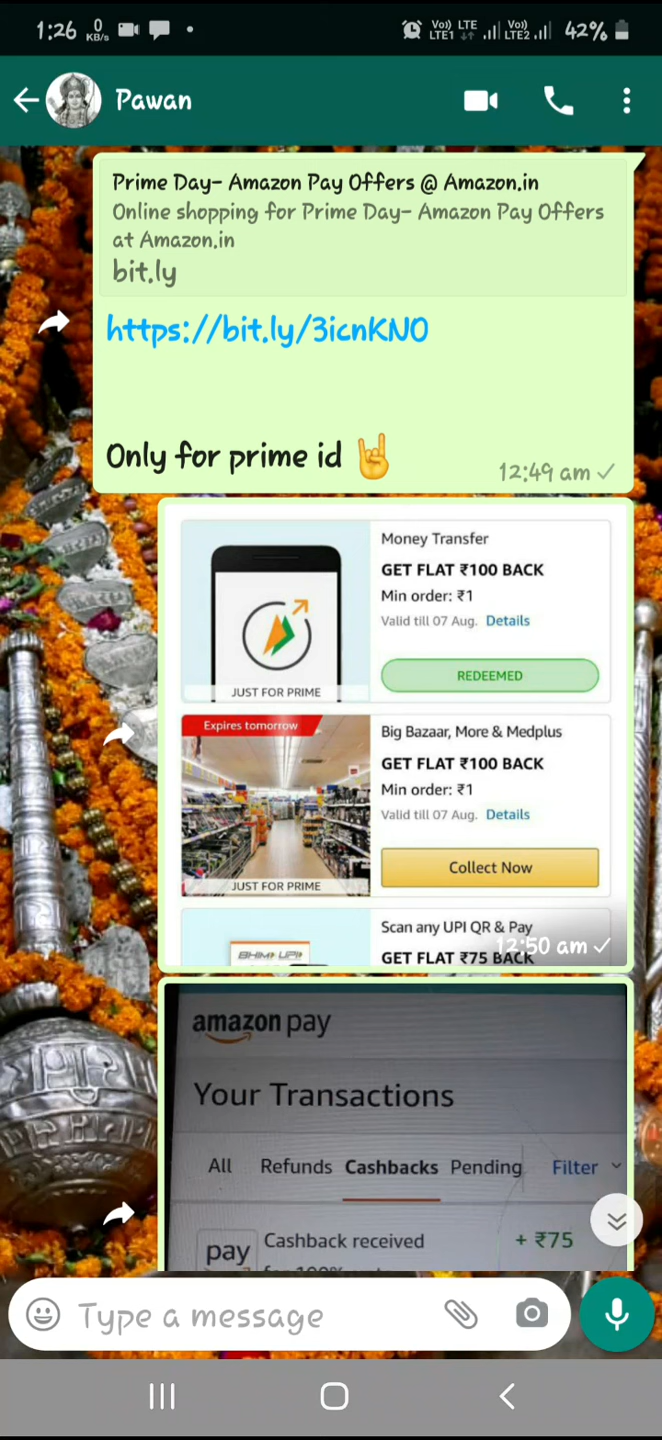 1:26 0 KB/s Vo)) LTE LTE1 Vo)) LTE2 42%
Pawan
Prime Day- Amazon Pay Offers @ Amazon.in
Online shopping for Prime Day- Amazon Pay Offers
at Amazon.in
bit.ly
https://bit.ly/3icnKNO
Only for prime id 🤘
12:49 am
Money Transfer
GET FLAT ₹100 BACK
Min order: ₹1
Valid till 07 Aug. Details
REDEEMED
JUST FOR PRIME
Expires tomorrow
Big Bazaar, More & Medplus
GET FLAT ₹100 BACK
Min order: ₹1
Valid till 07 Aug. Details
Collect Now
JUST FOR PRIME
Scan any UPI QR & Pay
GET FLAT ₹75 BACK
BHIM UPI
12:50 am
amazon pay
Your Transactions
All Refunds Cashbacks Pending Filter
pay Cashback received + ₹75
Type a message